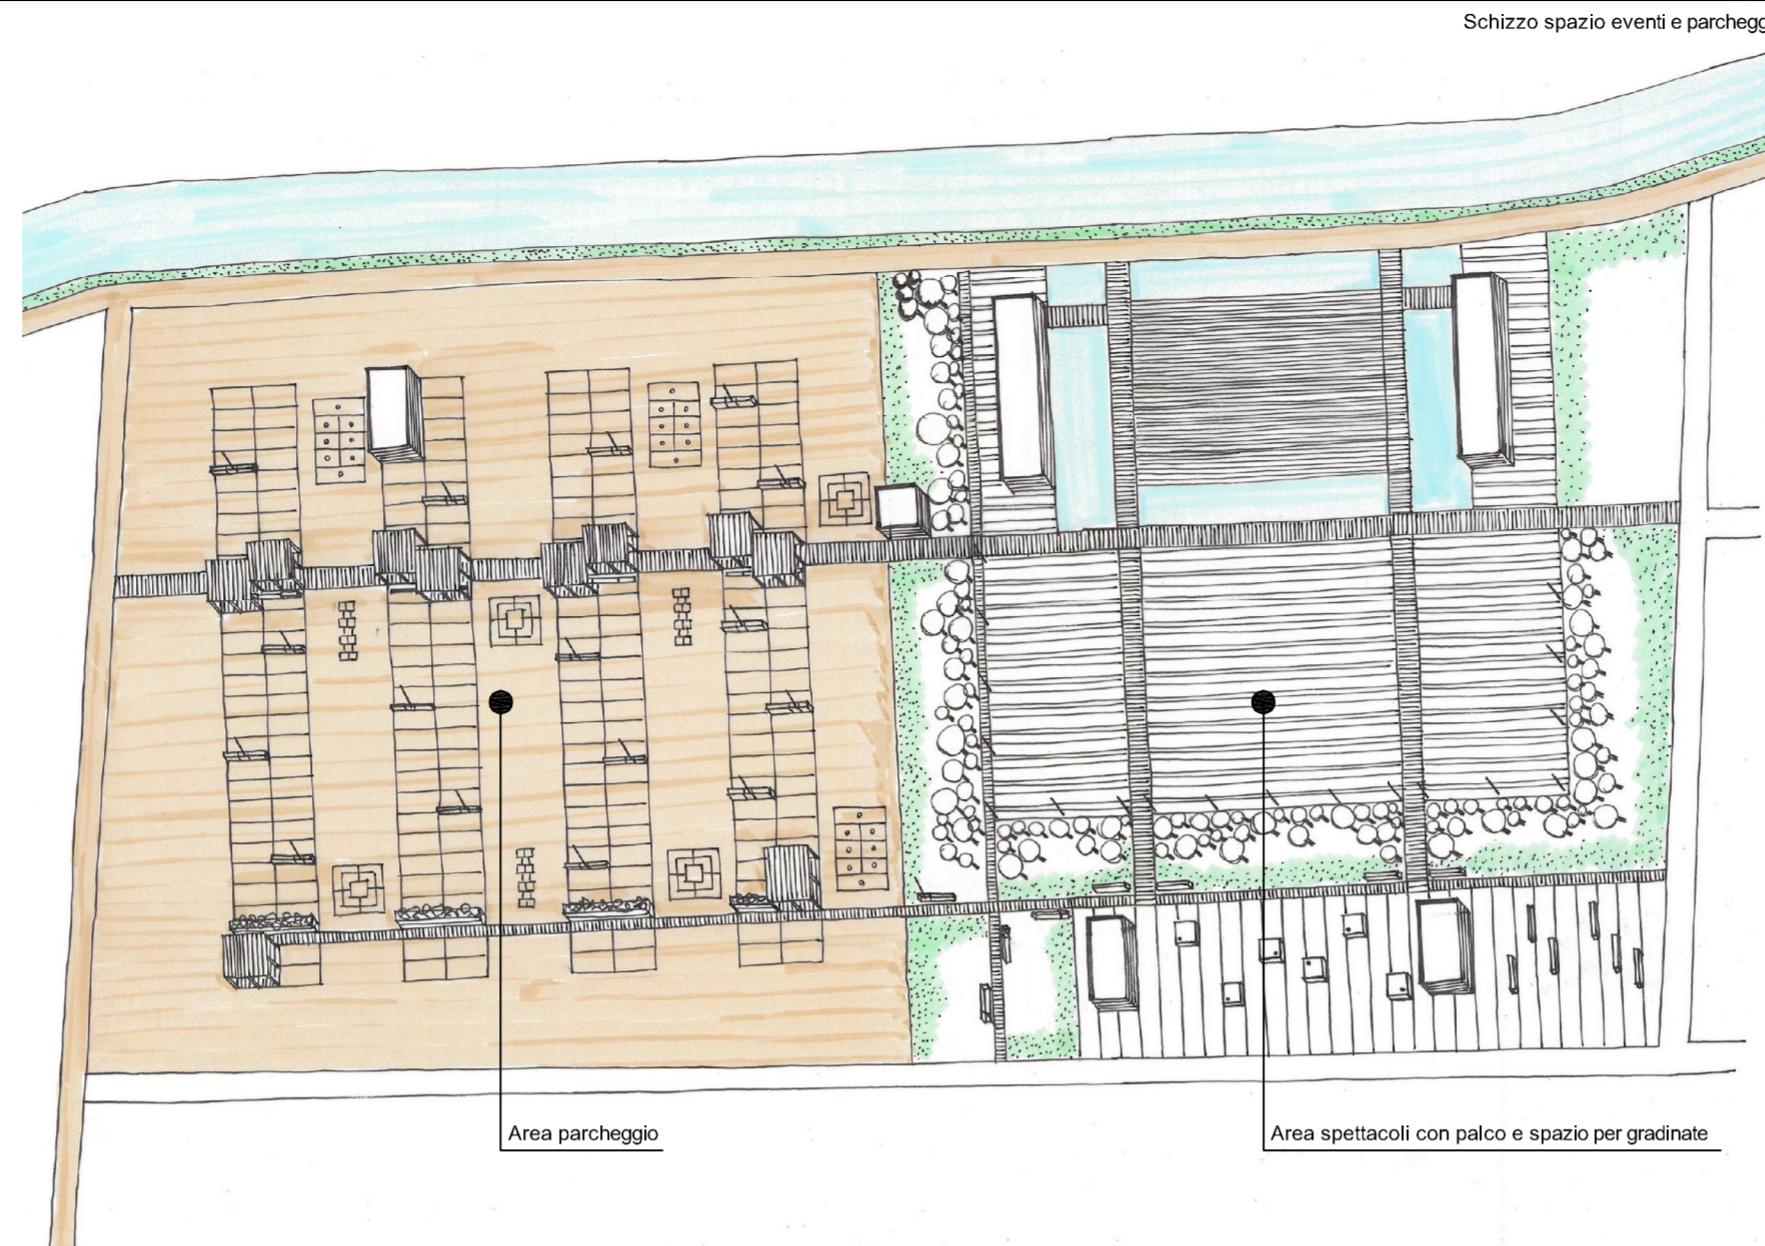 Schizzo spazio eventi e parchegg
Area parcheggio
Area spettacoli con palco e spazio per gradinate